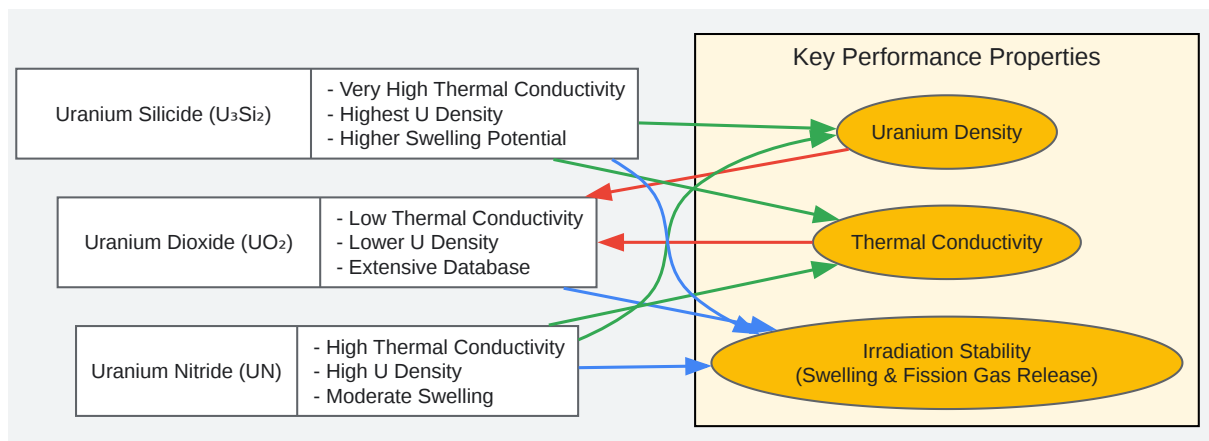 Key Performance Properties
Uranium Silicide (U₃Si₂)
- Very High Thermal Conductivity
- Highest U Density
- Higher Swelling Potential
Uranium Density
Uranium Dioxide (UO₂)
- Low Thermal Conductivity
- Lower U Density
- Extensive Database
Thermal Conductivity
Uranium Nitride (UN)
- High Thermal Conductivity
- High U Density
- Moderate Swelling
Irradiation Stability
(Swelling & Fission Gas Release)